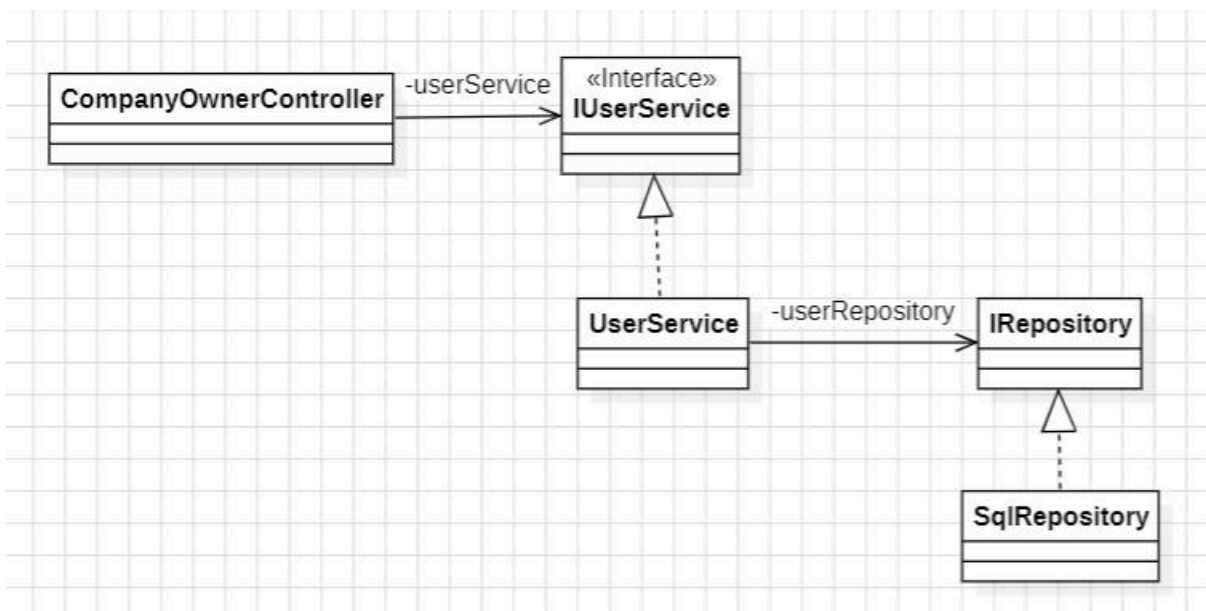 CompanyOwnerController
-userService
«Interface»
IUserService
UserService
-userRepository
IRepository
SqlRepository